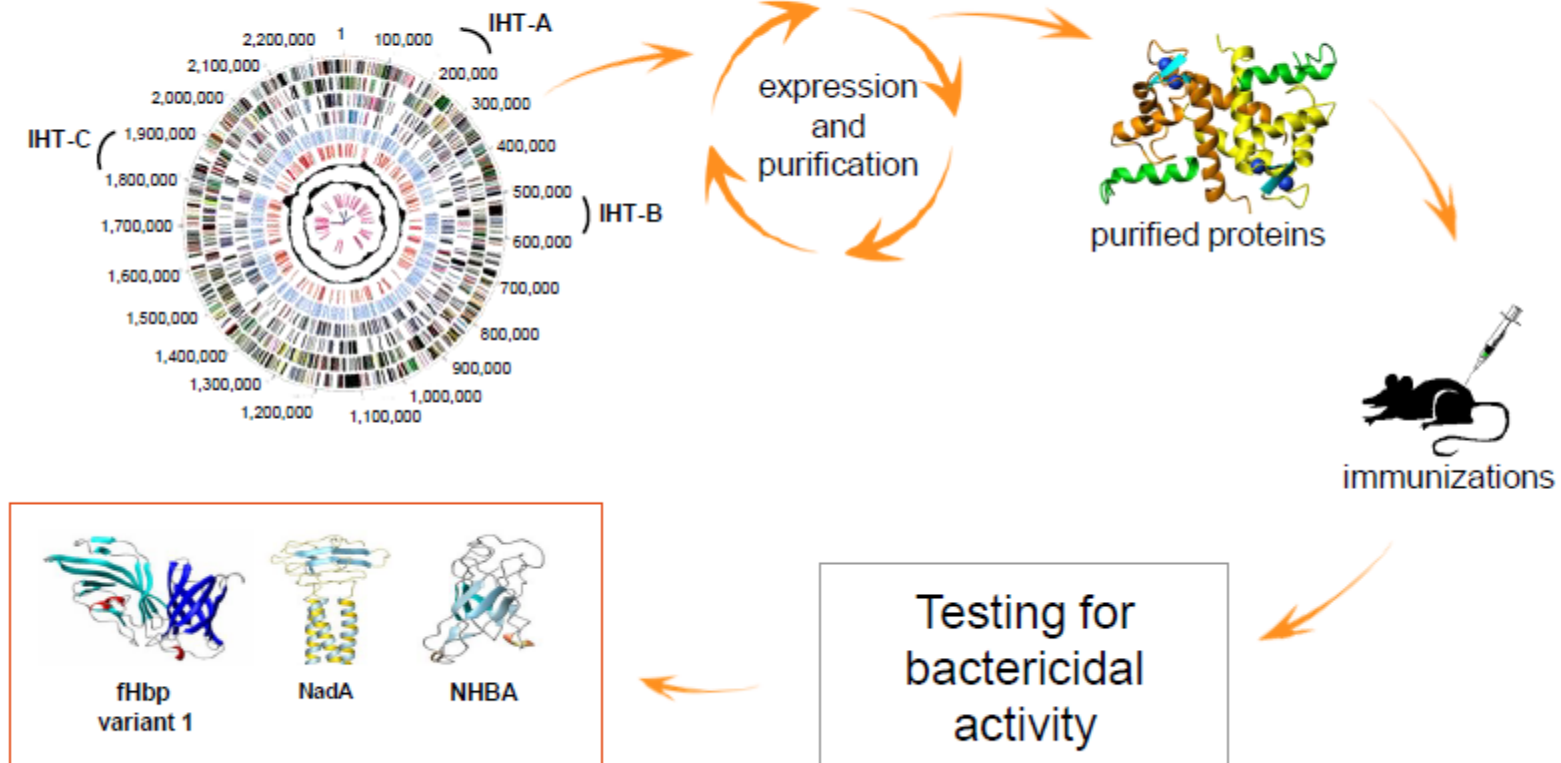 IHT-A
1
100,000
200,000
300,000
400,000
500,000
IHT-B
600,000
700,000
800,000
900,000
1,000,000
1,100,000
1,200,000
1,300,000
1,400,000
1,500,000
1,600,000
1,700,000
1,800,000
IHT-C
1,900,000
2,000,000
2,100,000
2,200,000
expression
and
purification
purified proteins
immunizations
Testing for
bactericidal
activity
fHbp
variant 1
NadA
NHBA